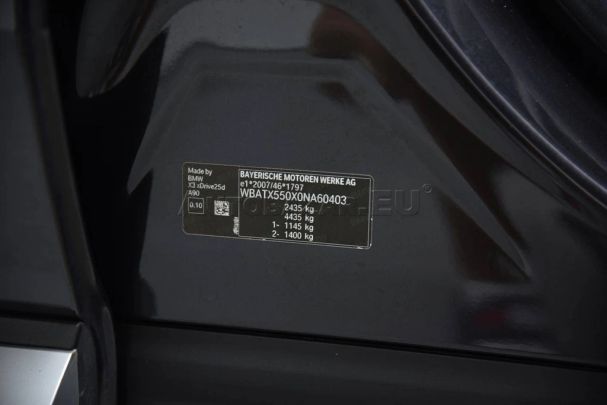 Made by
BMW
X3 xDrive25d
A90
0.10
BAYERISCHE MOTOREN WERKE AG
e1*2007/46*1797
WBATX550X0NA60403
2435 kg
4435 kg
1- 1145 kg
2- 1400 kg